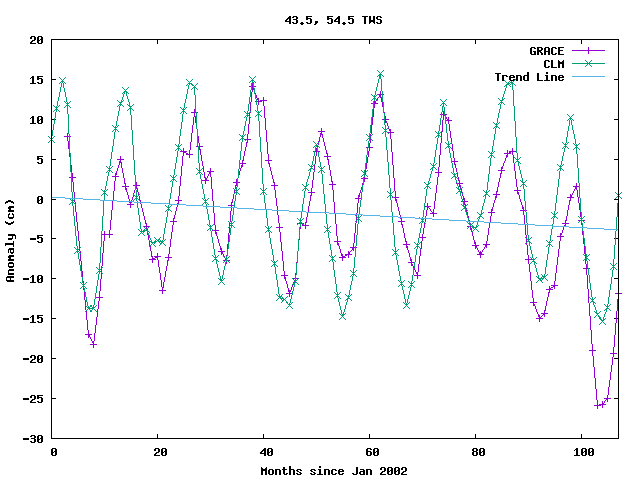 43.5, 54.5 TWS
GRACE
CLM
Trend Line
20
15
10
5
0
-5
-10
-15
-20
-25
-30
Anomaly (cm)
0 20 40 60 80 100
Months since Jan 2002